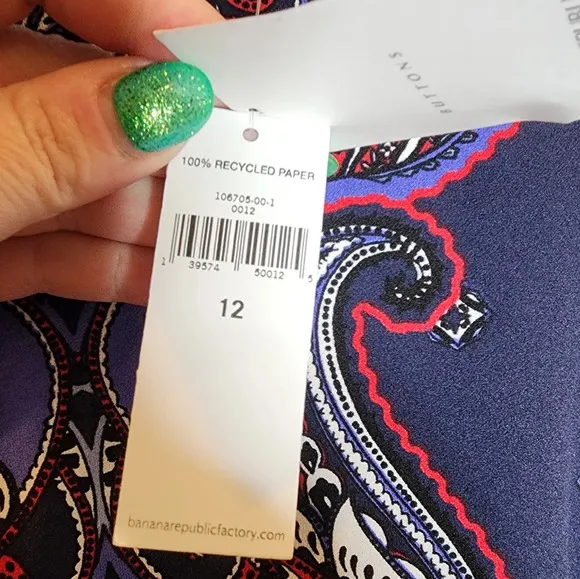 BUTTONS
100% RECYCLED PAPER
106705-00-1
0012
1 39574 50012 5
12
bananarepublicfactory.com